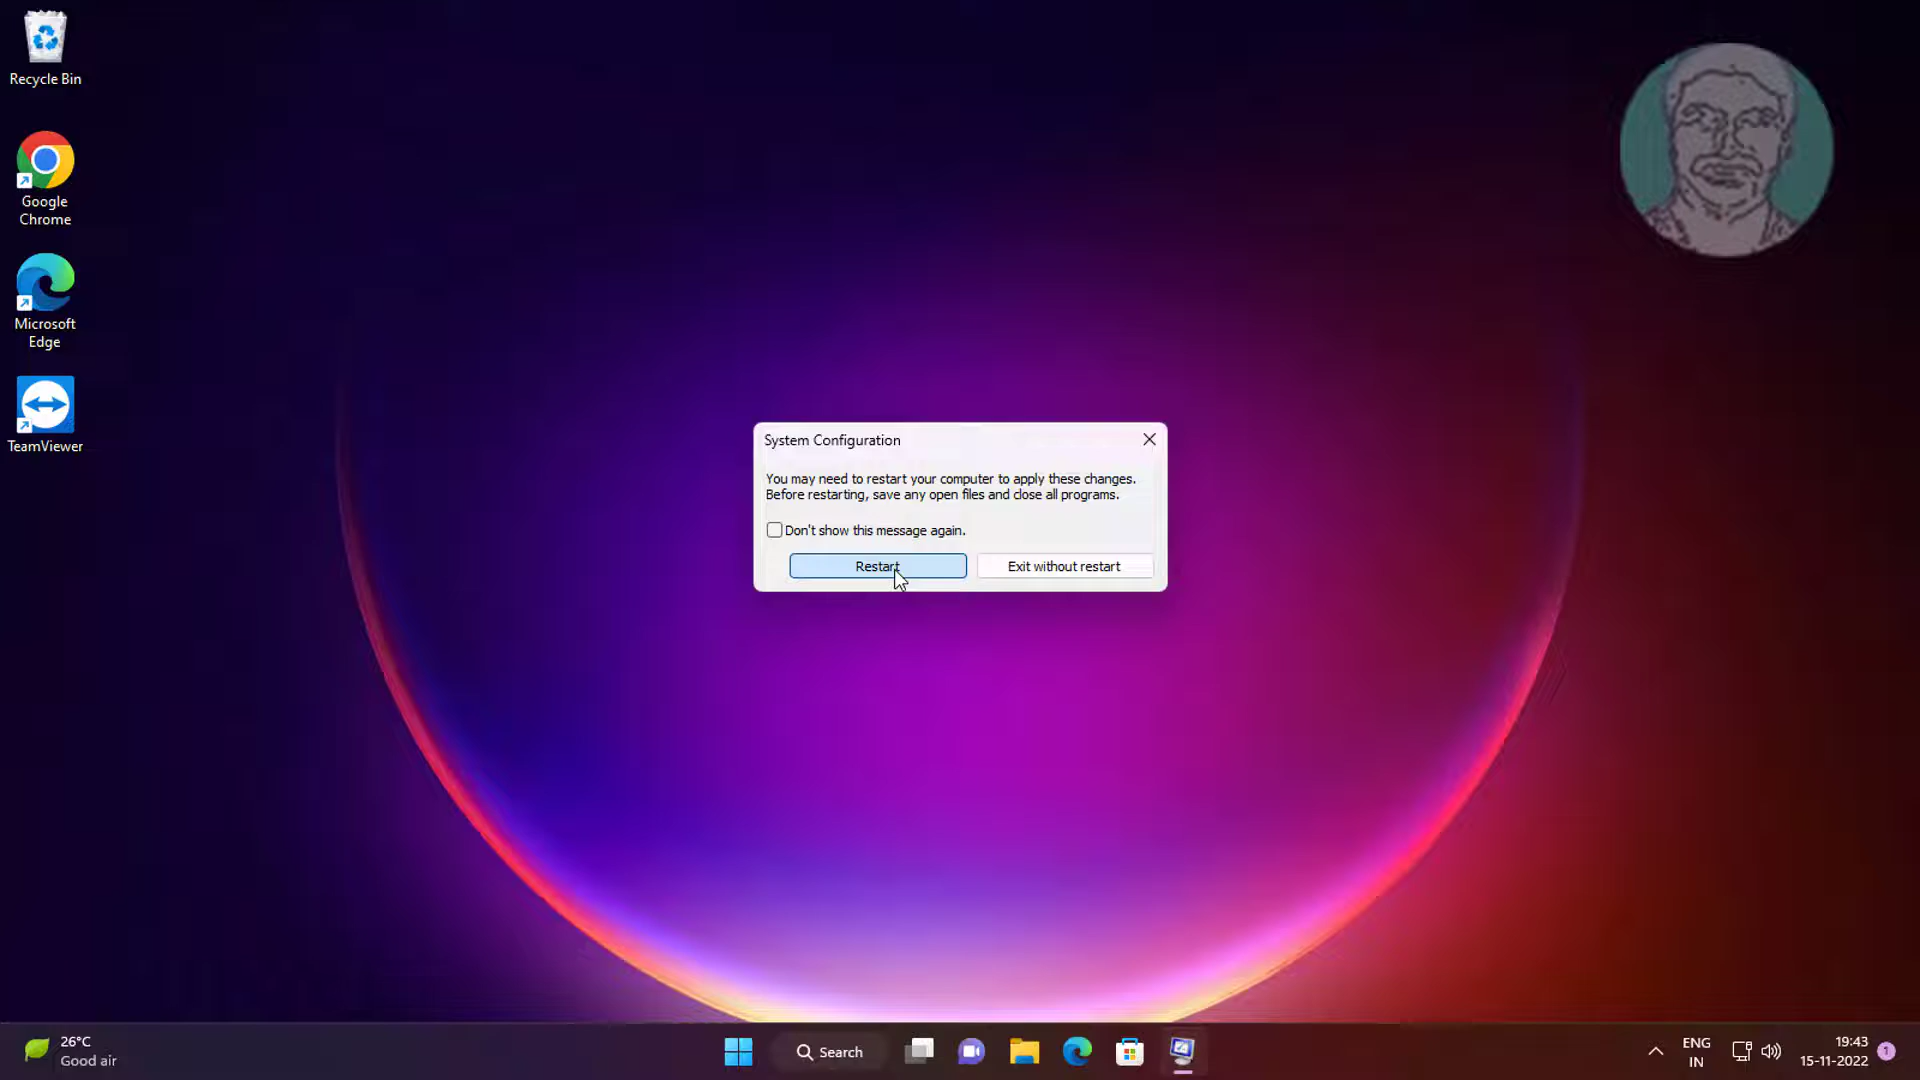 Recycle Bin
Google
Chrome
Microsoft
Edge
TeamViewer
System Configuration
You may need to restart your computer to apply these changes.
Before restarting, save any open files and close all programs.
Don't show this message again.
Restart
Exit without restart
26°C
Good air
Search
ENG
IN
19:43
15-11-2022
1